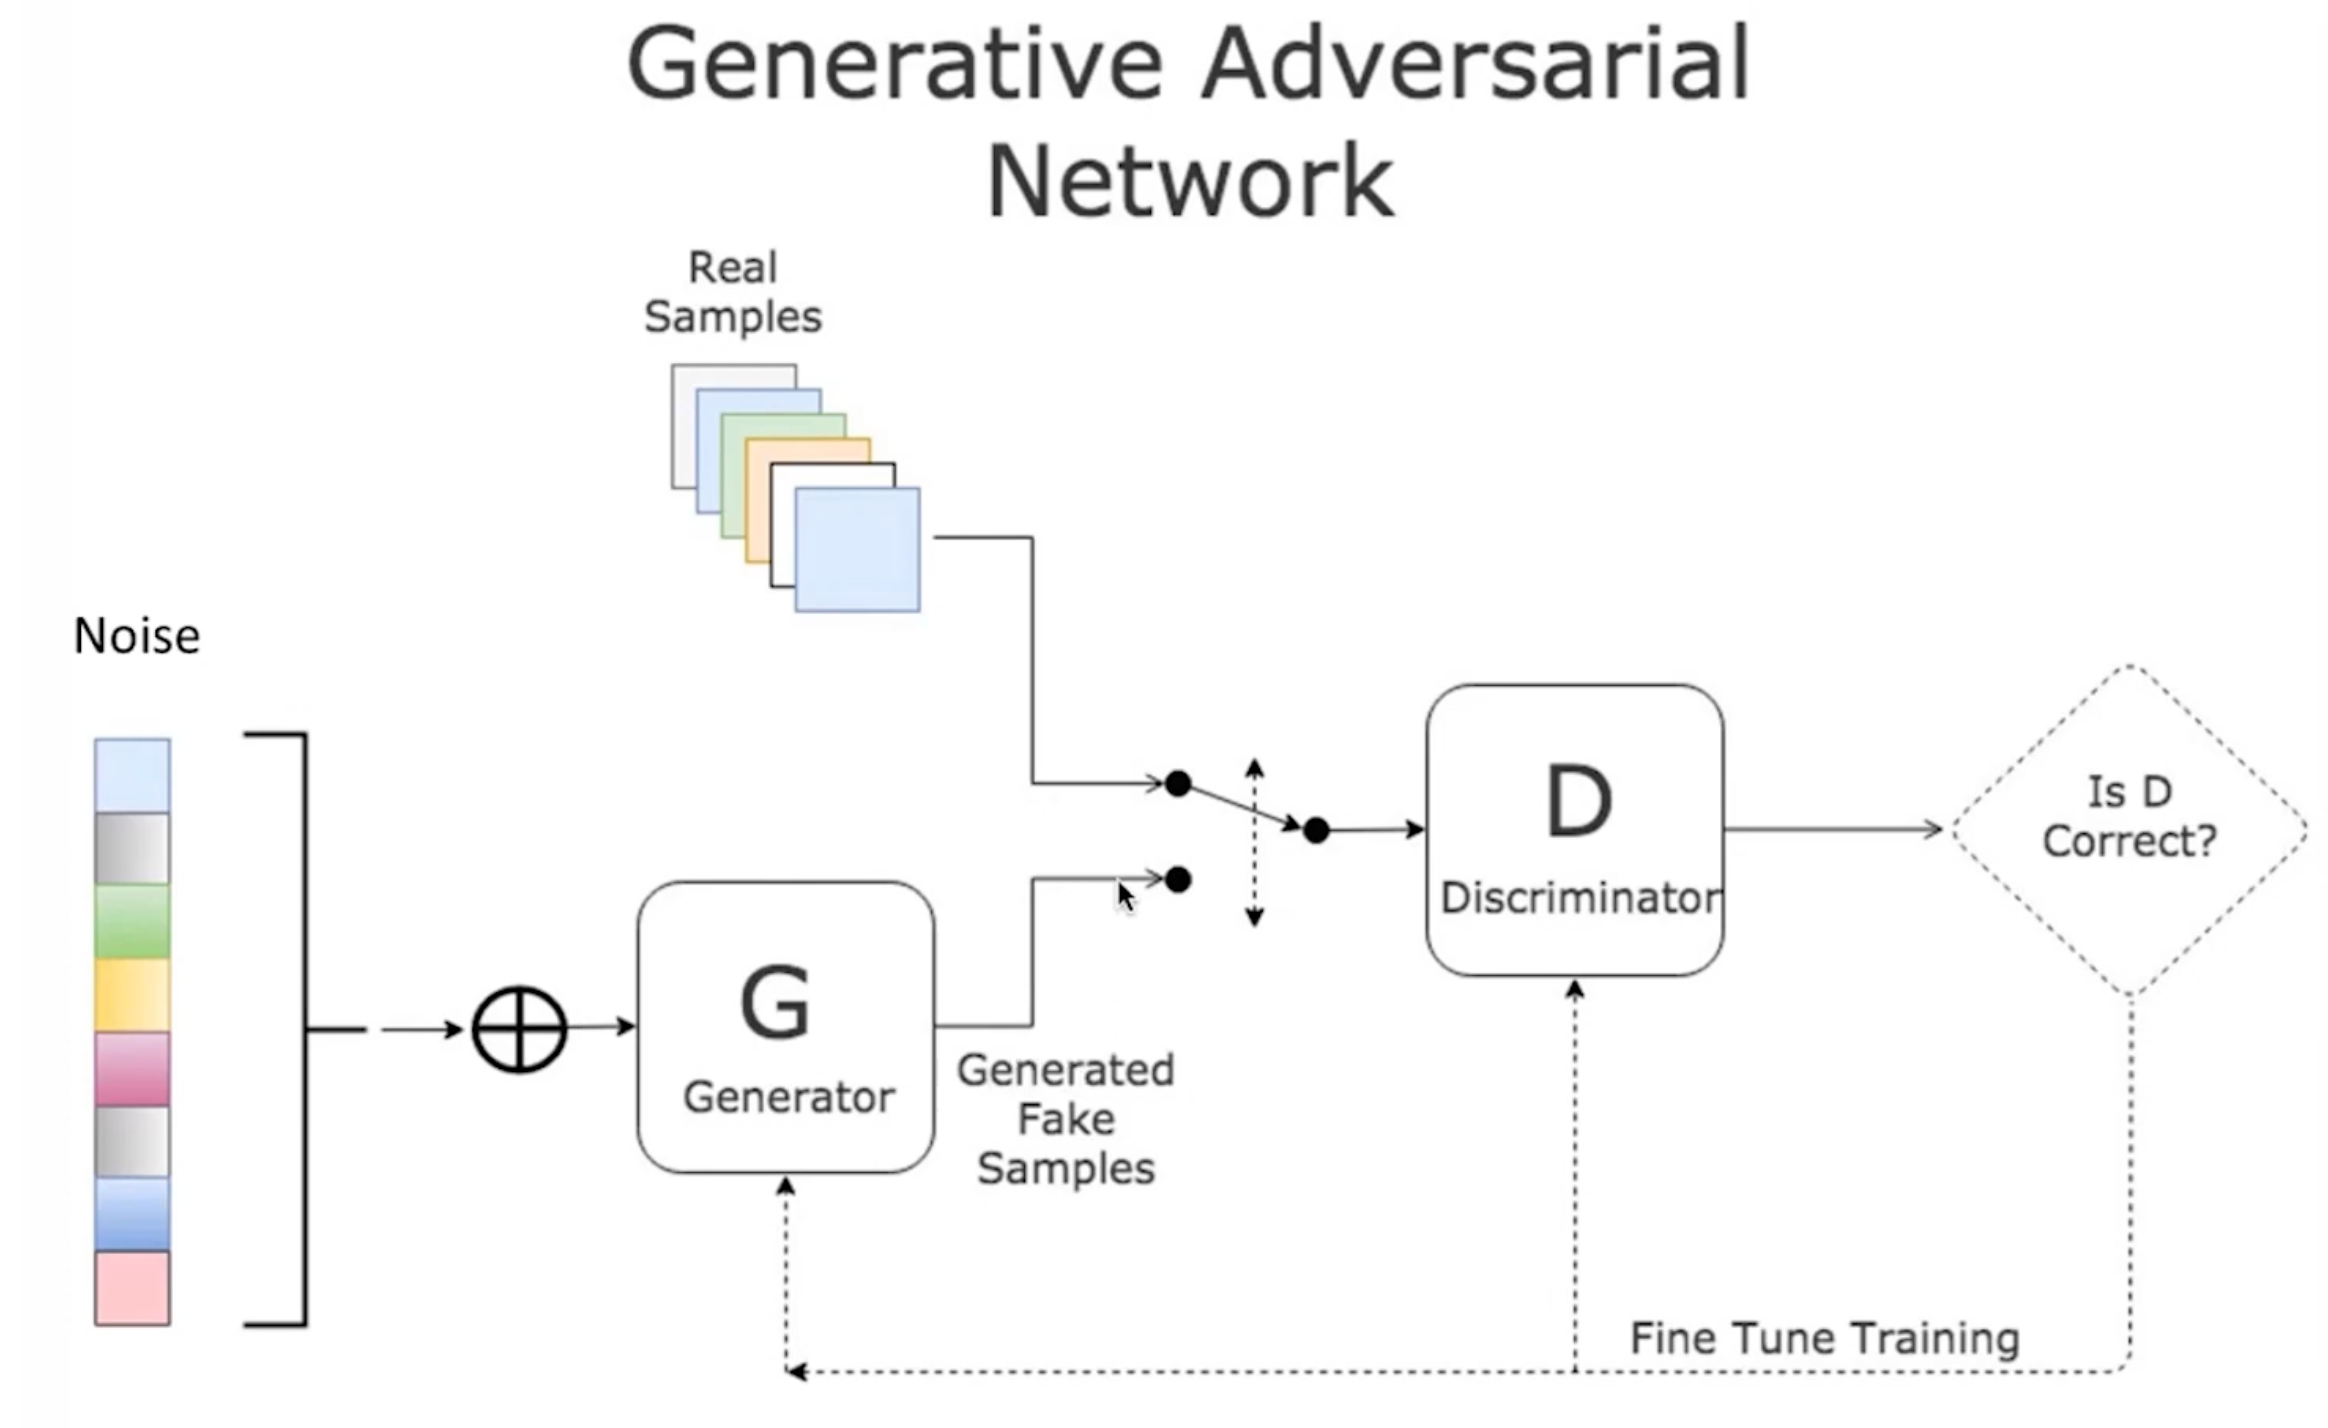 Generative Adversarial
Network
Real
Samples
Noise
D
Discriminator
Is D
Correct?
G
Generator
Generated
Fake
Samples
Fine Tune Training